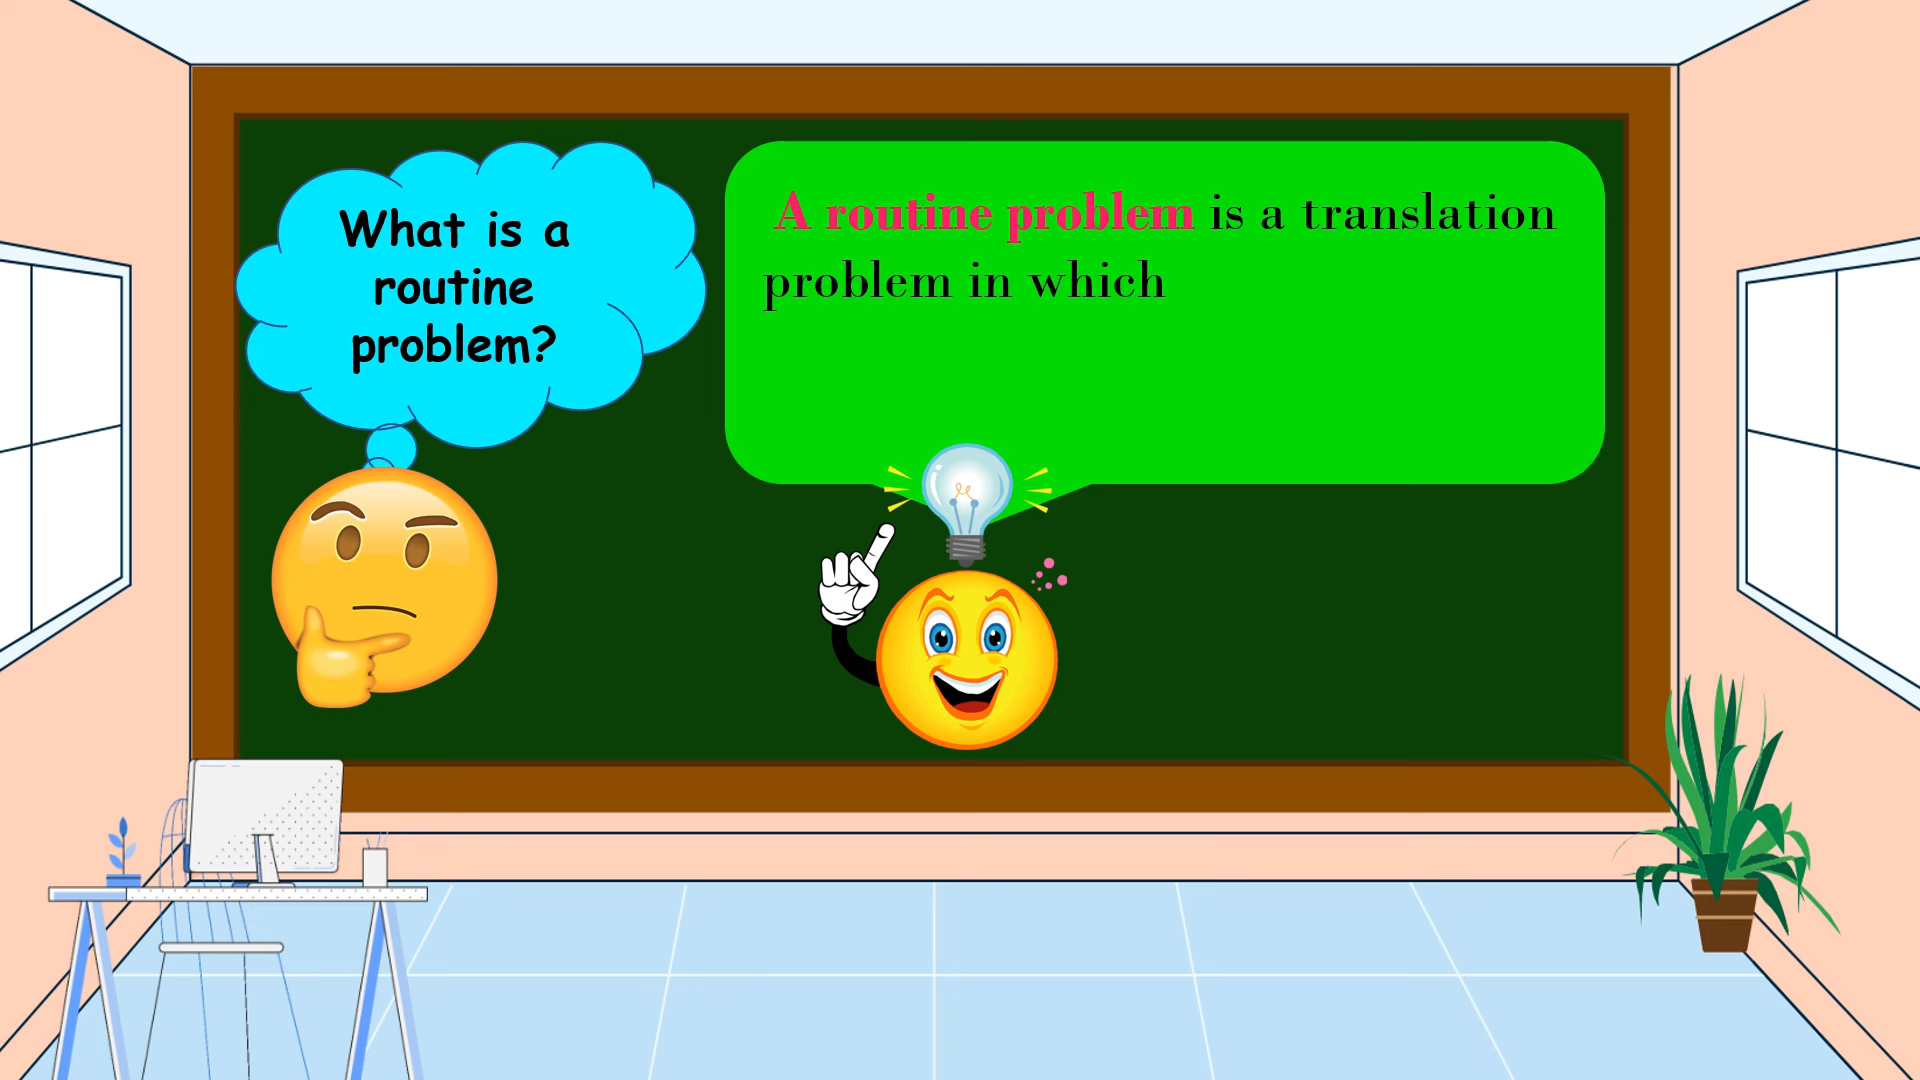 What is a
routine
problem?
A routine problem is a translation
problem in which